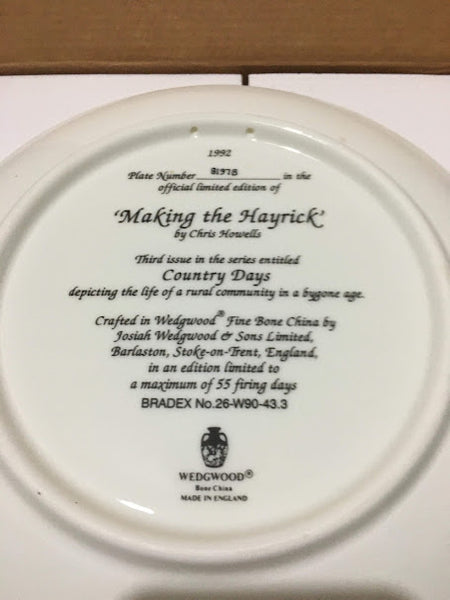 1992
Plate Number in the
official limited edition of
'Making the Hayrick'
by Chris Howells
Third issue in the series entitled
Country Days
depicting the life of a rural community in a bygone age.
Crafted in Wedgwood® Fine Bone China by
Josiah Wedgwood & Sons Limited,
Barlaston, Stoke-on-Trent, England,
in an edition limited to
a maximum of 55 firing days
BRADEX No.26-W90-43.3
WEDGWOOD®
Bone China
MADE IN ENGLAND